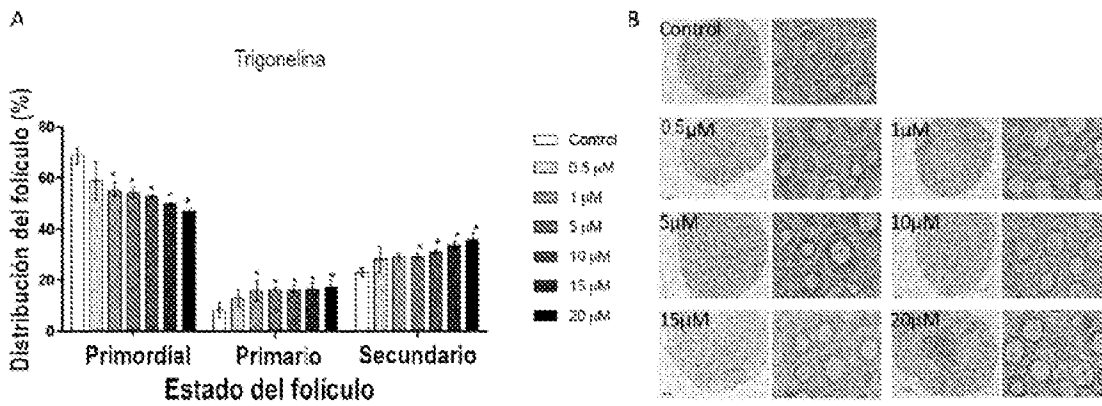 A
Trigonelina
Distribución del folículo (%)
80
60
40
20
0
Primordial
Primario
Secundario
Estado del folículo
Control
0.5 µM
1 µM
5 µM
10 µM
15 µM
20 µM
B
Control
0.5µM
1µM
5µM
10µM
15µM
20µM